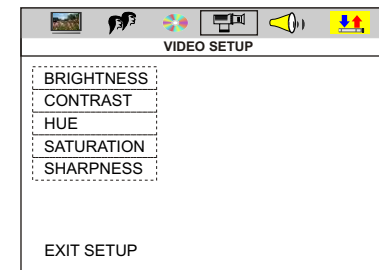 VIDEO SETUP
BRIGHTNESS
CONTRAST
HUE
SATURATION
SHARPNESS
EXIT SETUP